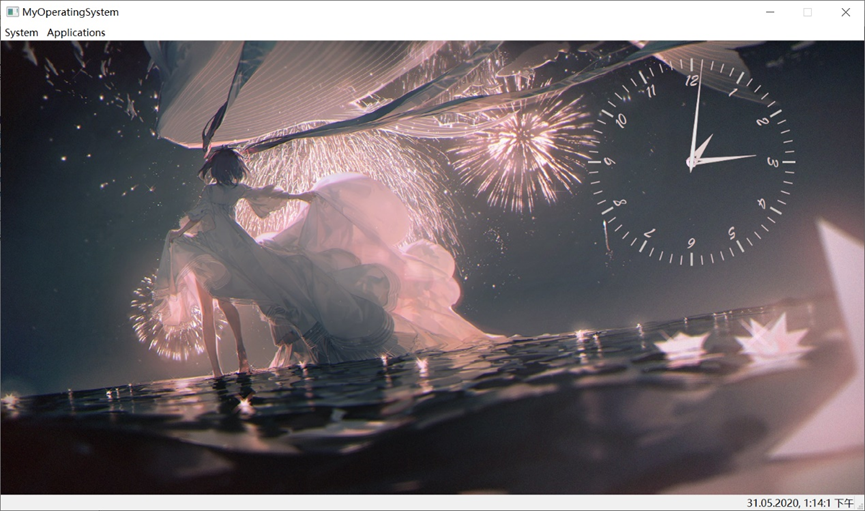 MyOperatingSystem
System Applications
12
11 1
10 2
9 3
8 4
7 5
6
31.05.2020, 1:14:1 下午